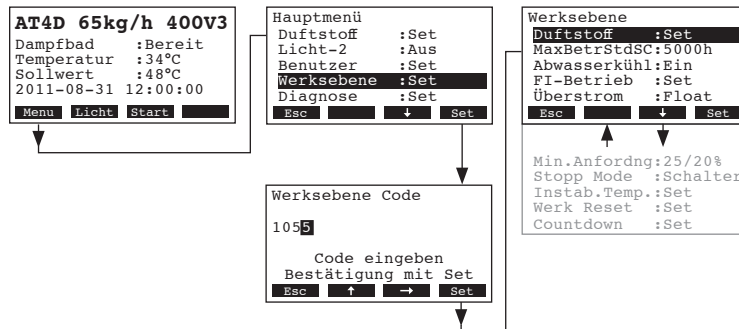 AT4D 65kg/h 400V3
Dampfbad :Bereit
Temperatur :34°C
Sollwert :48°C
2011-08-31 12:00:00
Menu Licht Start
Hauptmenü
Duftstoff :Set
Licht-2 :Aus
Benutzer :Set
Werksebene :Set
Diagnose :Set
Esc ↓ Set
Werksebene Code
1055
Code eingeben
Bestätigung mit Set
Esc ↑ → Set
Werksebene
Duftstoff :Set
MaxBetrStdSC:5000h
Abwasserkühl:Ein
FI-Betrieb :Set
Überstrom :Float
Esc ↓ Set
Min.Anfordng:25/20%
Stopp Mode :Schalter
Instab.Temp.:Set
Werk Reset :Set
Countdown :Set